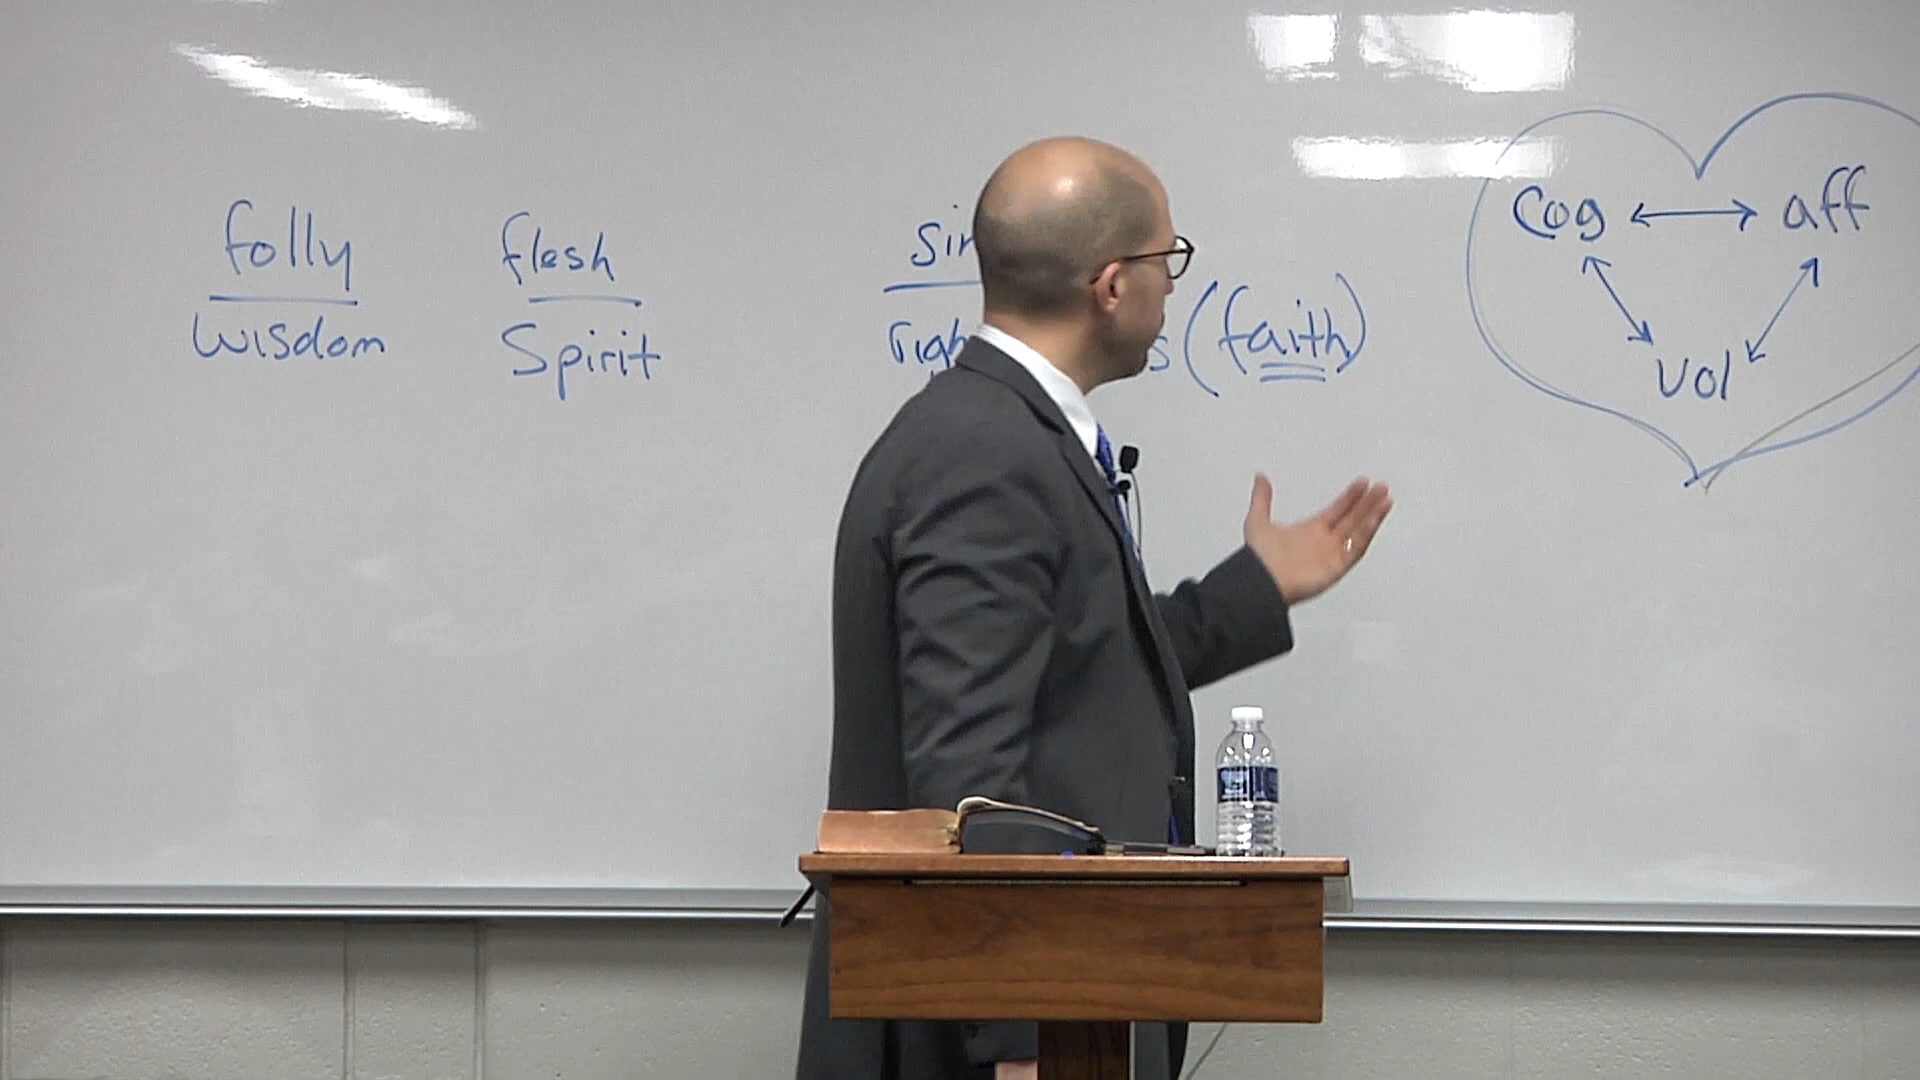 folly
wisdom
flesh
Spirit
(faith)
Cog
aff
vol